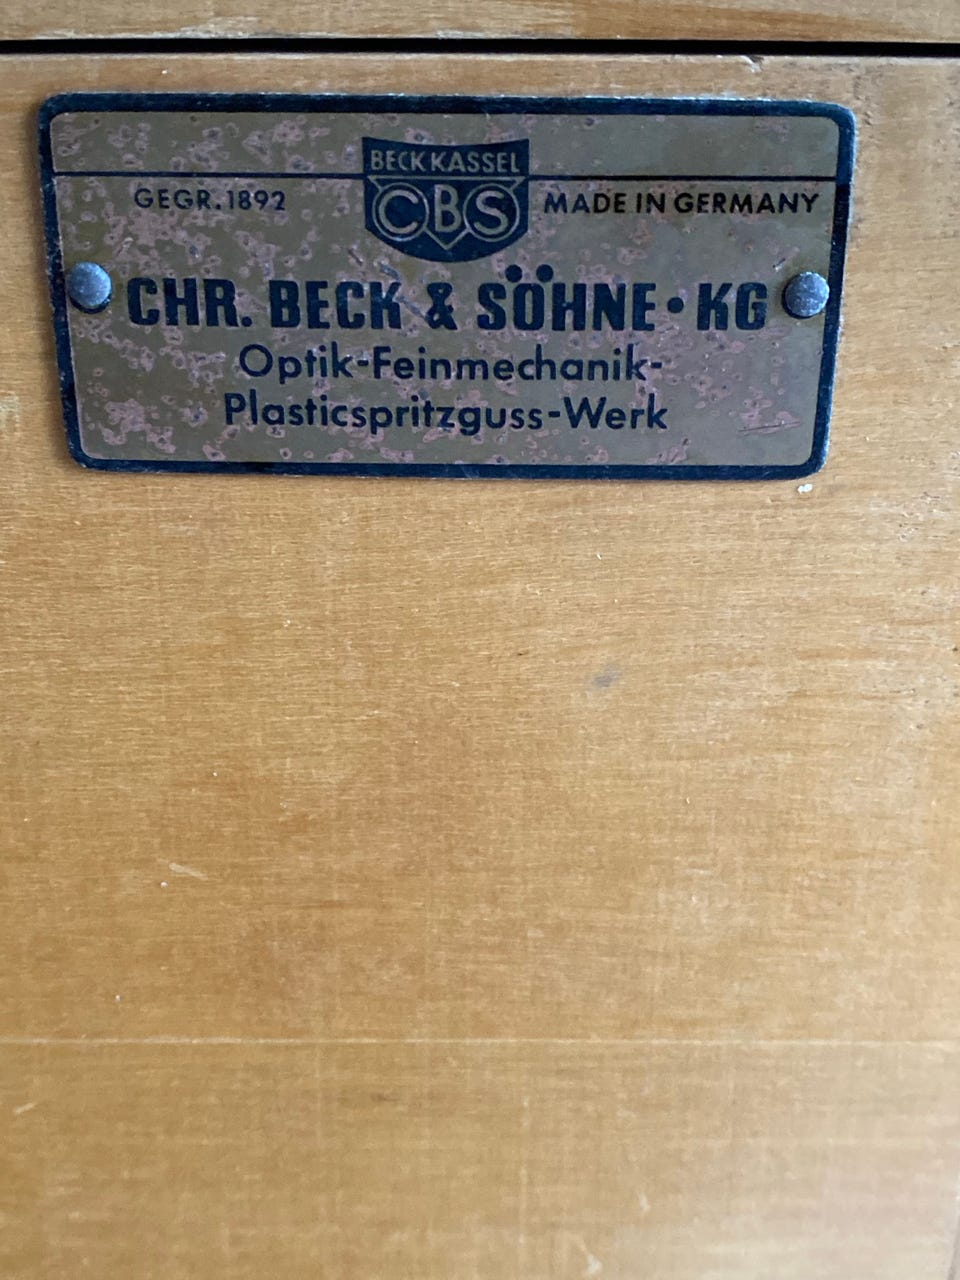 BECK KASSEL
CBS
GEGR. 1892
MADE IN GERMANY
CHR. BECK & SÖHNE • KG
Optik-Feinmechanik-
Plasticspritzguss-Werk